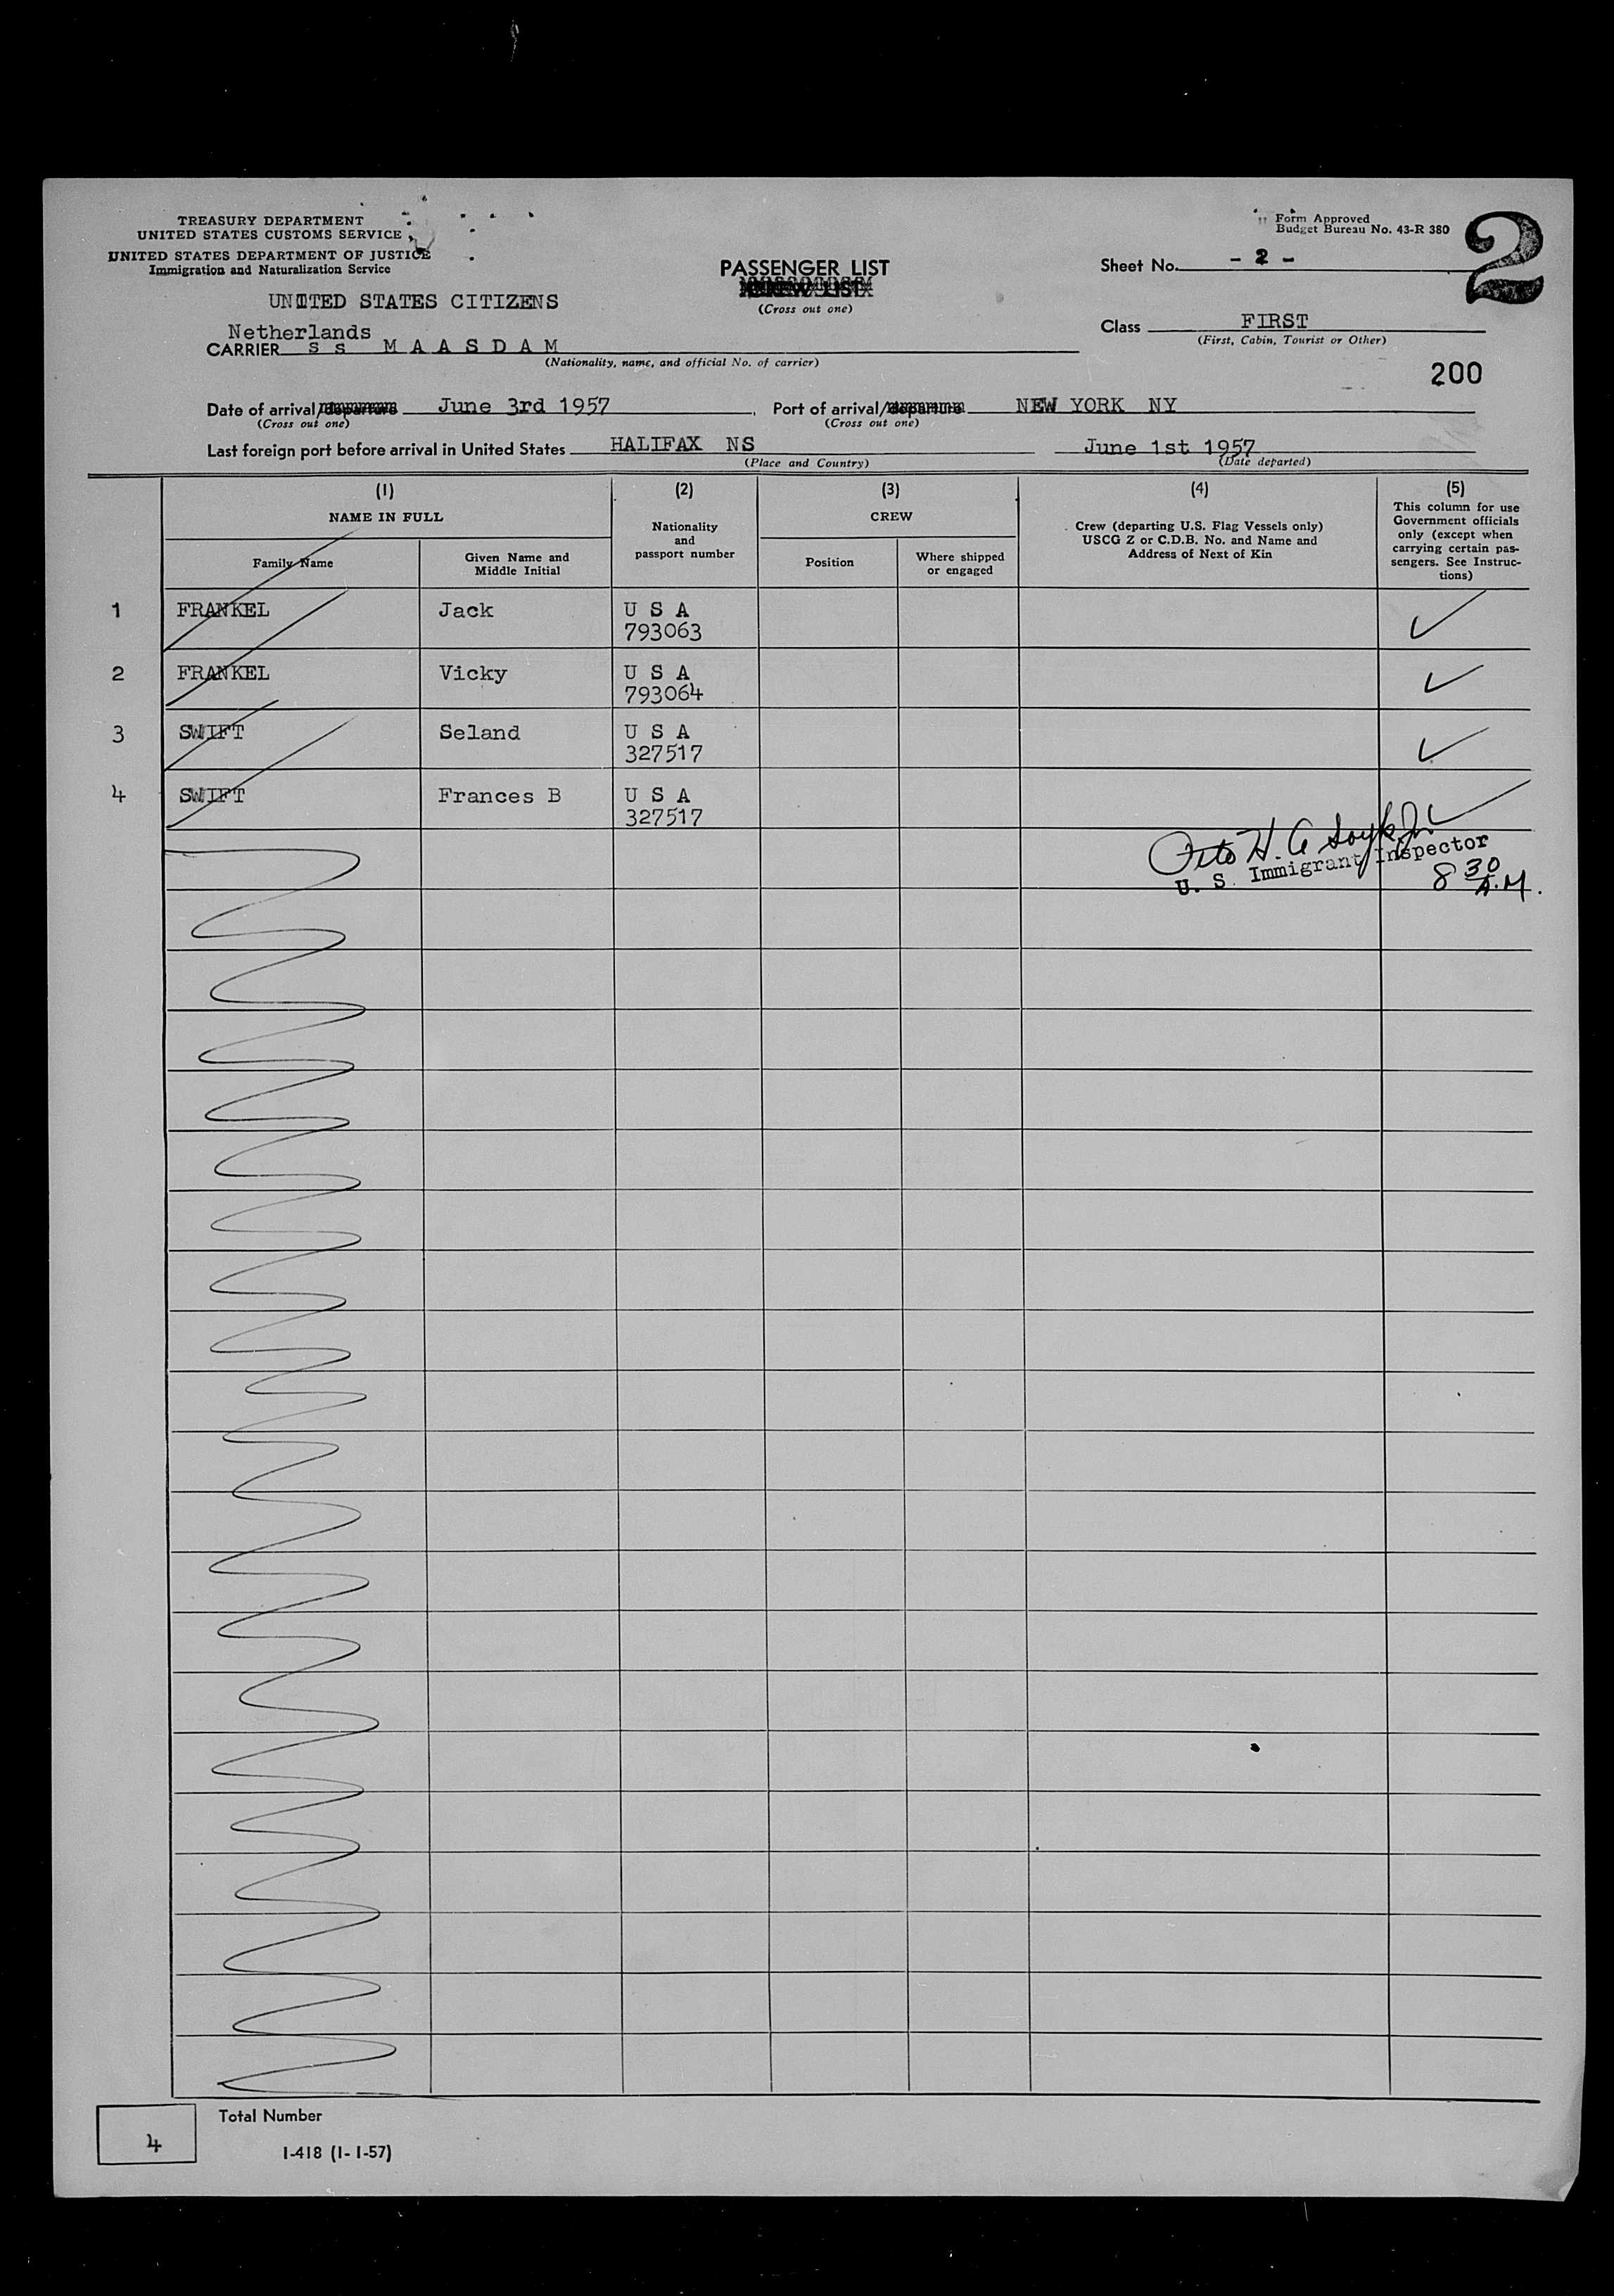 TREASURY DEPARTMENT
UNITED STATES CUSTOMS SERVICE
UNITED STATES DEPARTMENT OF JUSTICE
Immigration and Naturalization Service
UNITED STATES CITIZENS
Form Approved
Budget Bureau No. 43-R 380
2
PASSENGER LIST
CREW LIST
(Cross out one)
Sheet No. - 2 -
Class FIRST
(First, Cabin, Tourist or Other)
Netherlands
CARRIER s s M A A S D A M
(Nationality, name, and official No. of carrier)
200
Date of arrival/departure June 3rd 1957, Port of arrival/departure NEW YORK NY
(Cross out one) (Cross out one)
Last foreign port before arrival in United States HALIFAX NS June 1st 1957
(Place and Country) (Date departed)
(1) (2) (3) (4) (5)
NAME IN FULL
Family Name
Given Name and
Middle Initial
Nationality
and
passport number
CREW
Position
Where shipped
or engaged
Crew (departing U.S. Flag Vessels only)
USCG Z or C.D.B. No. and Name and
Address of Next of Kin
This column for use
Government officials
only (except when
carrying certain pas-
sengers. See Instruc-
tions)
1 FRANKEL Jack U S A
793063
2 FRANKEL Vicky U S A
793064
3 SWIFT Seland U S A
327517
4 SWIFT Frances B U S A
327517
U. S. Immigrant Inspector
8 30 A.M.
4 Total Number
I-418 (1-1-57)